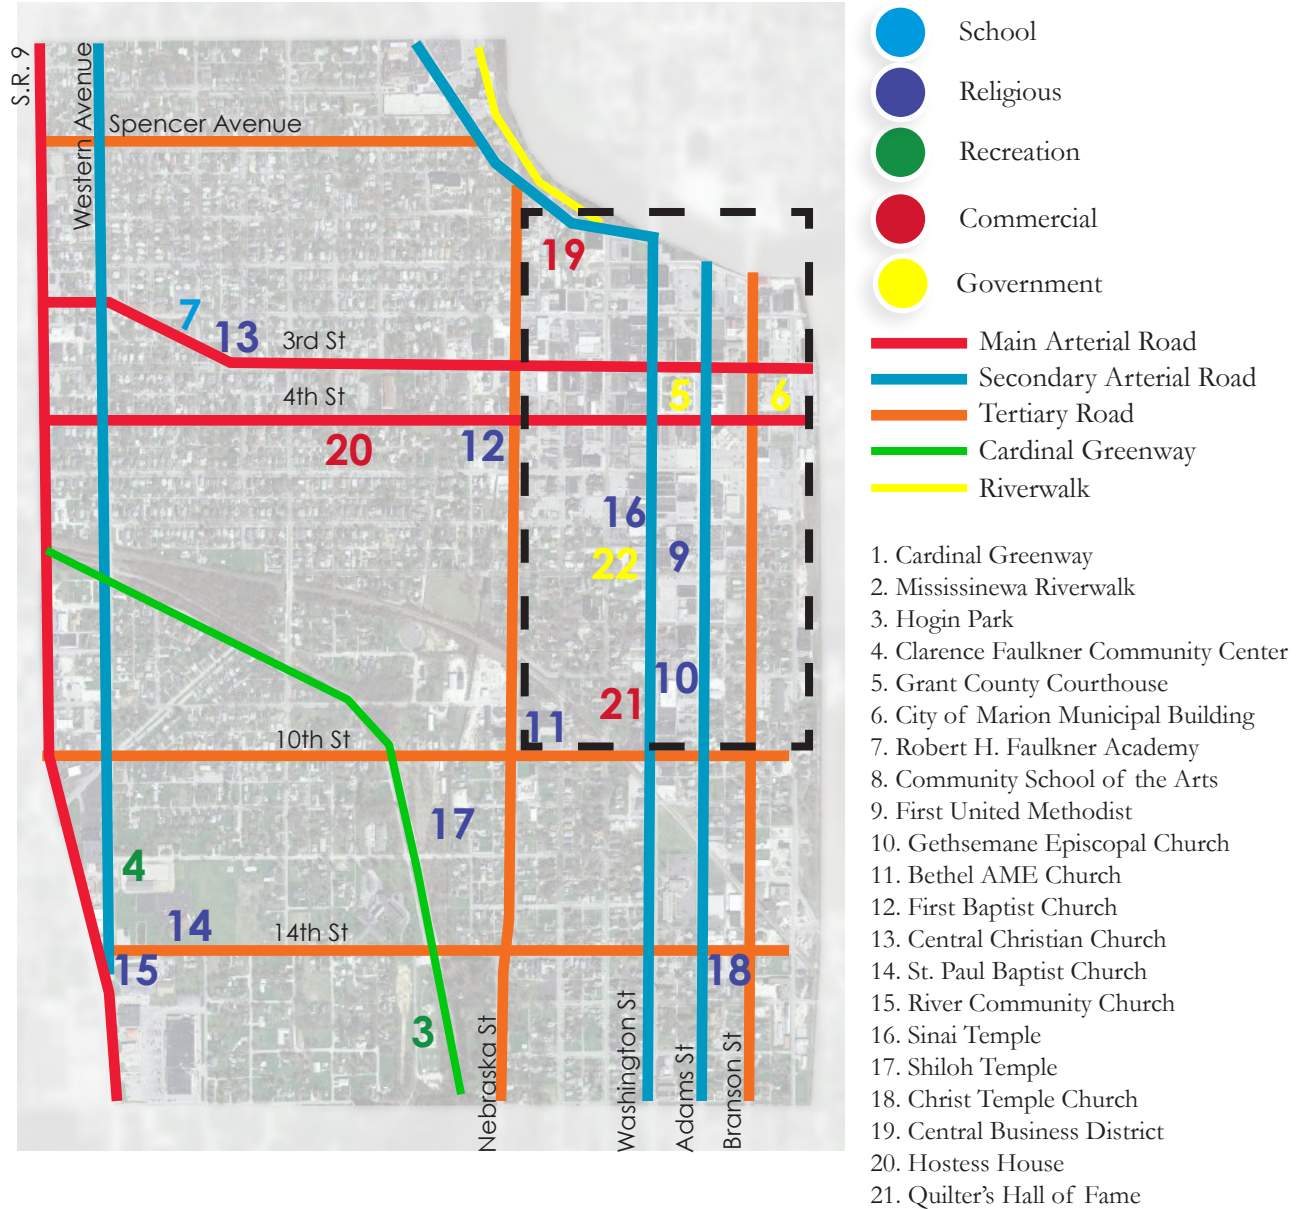 S.R. 9
Western Avenue
Spencer Avenue
19
7
13
3rd St
4th St
5
6
20
12
16
22
9
10
21
11
10th St
17
4
14
14th St
15
18
3
Nebraska St
Washington St
Adams St
Branson St
School
Religious
Recreation
Commercial
Government
Main Arterial Road
Secondary Arterial Road
Tertiary Road
Cardinal Greenway
Riverwalk
1. Cardinal Greenway
2. Mississinewa Riverwalk
3. Hogin Park
4. Clarence Faulkner Community Center
5. Grant County Courthouse
6. City of Marion Municipal Building
7. Robert H. Faulkner Academy
8. Community School of the Arts
9. First United Methodist
10. Gethsemane Episcopal Church
11. Bethel AME Church
12. First Baptist Church
13. Central Christian Church
14. St. Paul Baptist Church
15. River Community Church
16. Sinai Temple
17. Shiloh Temple
18. Christ Temple Church
19. Central Business District
20. Hostess House
21. Quilter's Hall of Fame